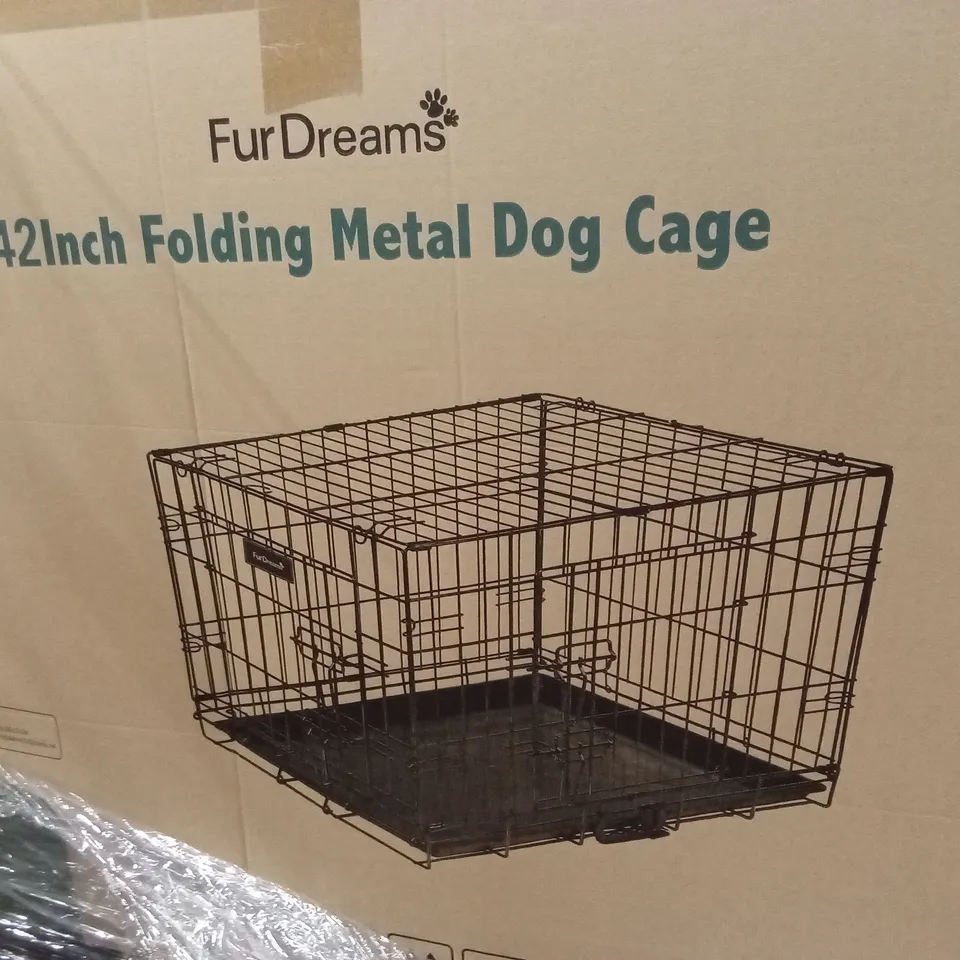 FurDreams
42Inch Folding Metal Dog Cage
FurDreams